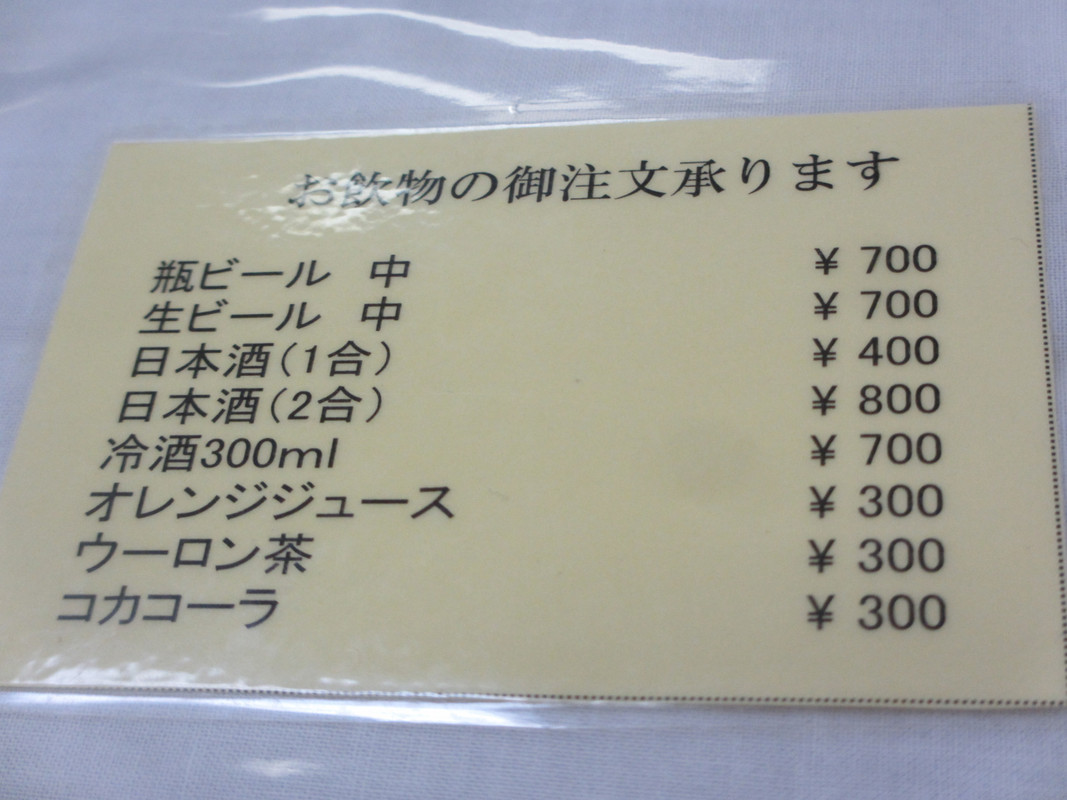 お飲物の御注文承ります
瓶ビール　中 ¥ 700
生ビール　中 ¥ 700
日本酒(1合) ¥ 400
日本酒(2合) ¥ 800
冷酒300ml ¥ 700
オレンジジュース ¥ 300
ウーロン茶 ¥ 300
コカコーラ ¥ 300